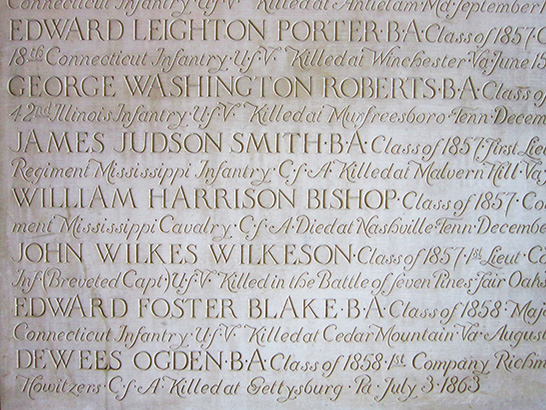 Connecticut Infantry·U·S·V· Killed at Antietam Md·September 1
EDWARD LEIGHTON PORTER·B·A·Class of 1857·C
18th Connecticut Infantry·U·S·V· Killed at Winchester Va·June 15
GEORGE WASHINGTON ROBERTS·B·A·Class of
42nd Illinois Infantry·U·S·V· Killed at Murfreesboro·Tenn·Decem
JAMES JUDSON SMITH·B·A·Class of 1857·First Lieu
Regiment Mississippi Infantry·C·S·A·Killed at Malvern Hill·Va·J
WILLIAM HARRISON BISHOP·Class of 1857·Co
ment Mississippi Cavalry·C·S·A·Died at Nashville·Tenn·Decembe
JOHN WILKES WILKESON·Class of 1857·1st Lieut·Co
Inf (Breveted Capt) U·S·V· Killed in the Battle of Seven Pines Fair Oaks
EDWARD FOSTER BLAKE·B·A·Class of 1858·Maj
Connecticut Infantry·U·S·V· Killed at Cedar Mountain·Va·August
DEWEES OGDEN·B·A·Class of 1858·1st Company Richm
Howitzers·C·S·A·Killed at Gettysburg·Pa·July 3·1863